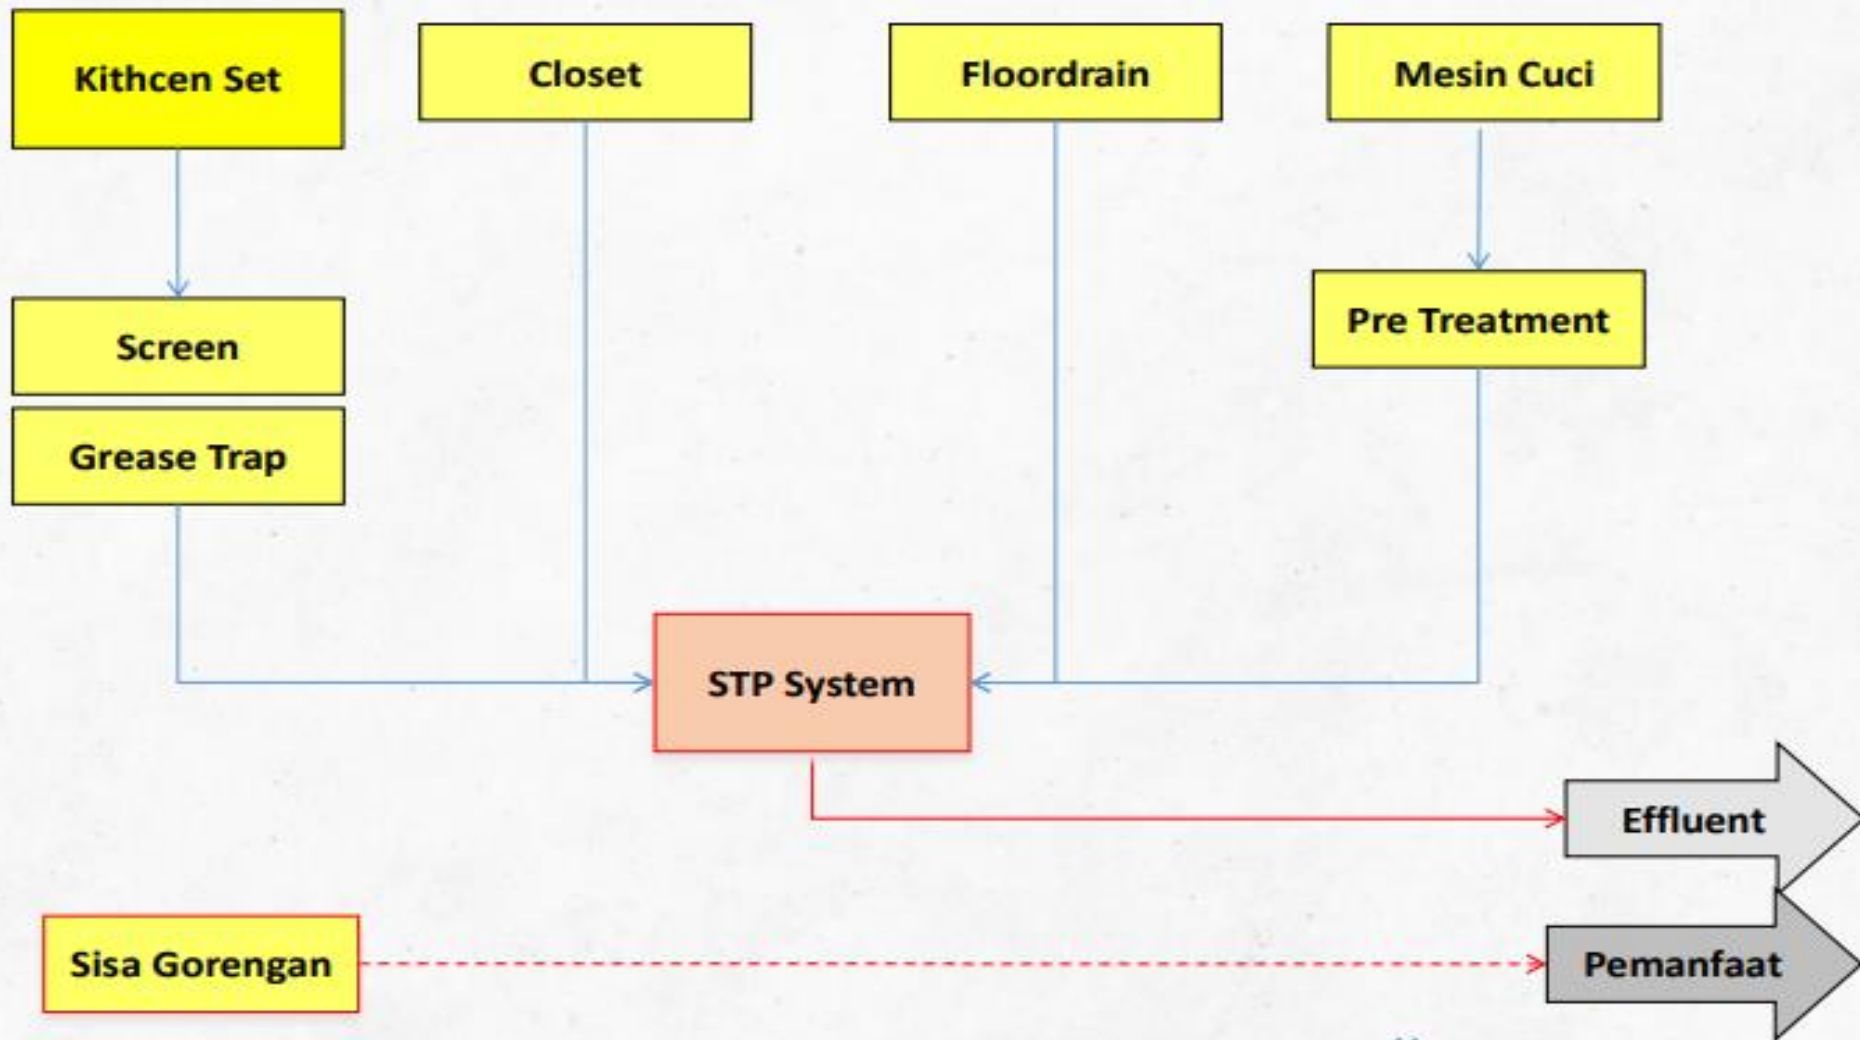 Kithcen Set
Closet
Floordrain
Mesin Cuci
Screen
Pre Treatment
Grease Trap
STP System
Effluent
Sisa Gorengan
Pemanfaat